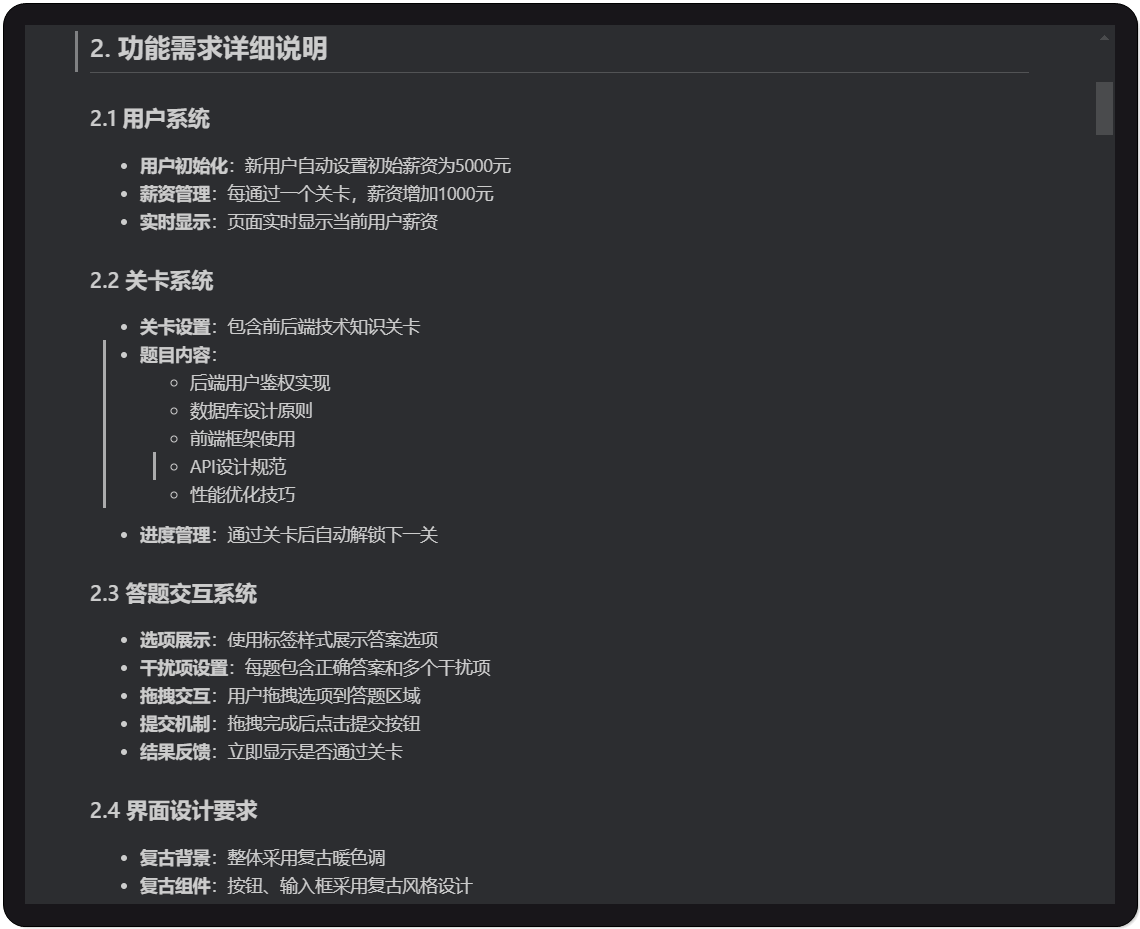 2. 功能需求详细说明
2.1 用户系统
用户初始化：新用户自动设置初始薪资为5000元
薪资管理：每通过一个关卡，薪资增加1000元
实时显示：页面实时显示当前用户薪资
2.2 关卡系统
关卡设置：包含前后端技术知识关卡
题目内容：
后端用户鉴权实现
数据库设计原则
前端框架使用
API设计规范
性能优化技巧
进度管理：通过关卡后自动解锁下一关
2.3 答题交互系统
选项展示：使用标签样式展示答案选项
干扰项设置：每题包含正确答案和多个干扰项
拖拽交互：用户拖拽选项到答题区域
提交机制：拖拽完成后点击提交按钮
结果反馈：立即显示是否通过关卡
2.4 界面设计要求
复古背景：整体采用复古暖色调
复古组件：按钮、输入框采用复古风格设计